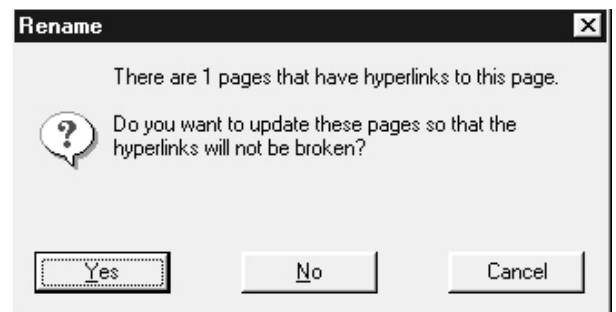 Rename
There are 1 pages that have hyperlinks to this page.
Do you want to update these pages so that the
hyperlinks will not be broken?
Yes
No
Cancel